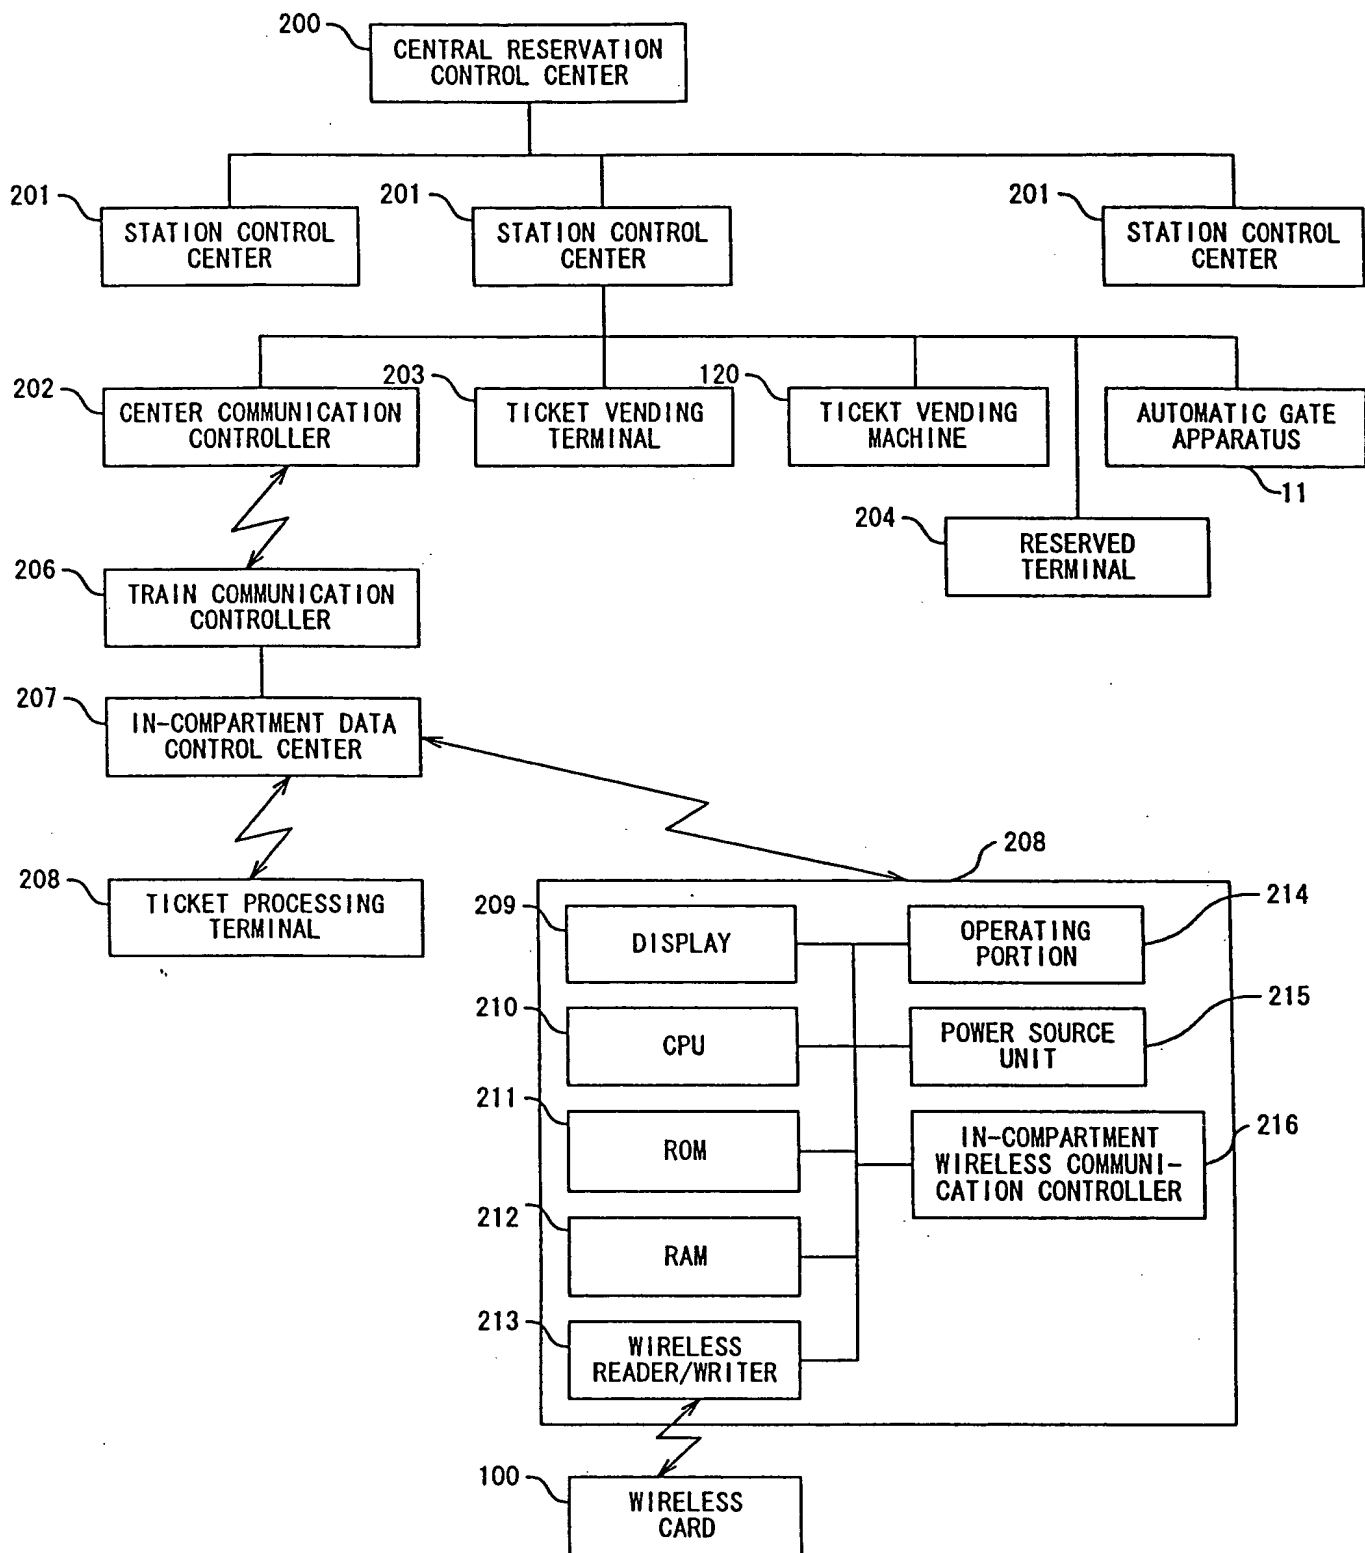 200
CENTRAL RESERVATION
CONTROL CENTER
201
STATION CONTROL
CENTER
201
STATION CONTROL
CENTER
201
STATION CONTROL
CENTER
202
CENTER COMMUNICATION
CONTROLLER
203
TICKET VENDING
TERMINAL
120
TICEKT VENDING
MACHINE
AUTOMATIC GATE
APPARATUS
11
204
RESERVED
TERMINAL
206
TRAIN COMMUNICATION
CONTROLLER
207
IN-COMPARTMENT DATA
CONTROL CENTER
208
TICKET PROCESSING
TERMINAL
208
209
DISPLAY
214
OPERATING
PORTION
210
CPU
215
POWER SOURCE
UNIT
211
ROM
216
IN-COMPARTMENT
WIRELESS COMMUNI-
CATION CONTROLLER
212
RAM
213
WIRELESS
READER/WRITER
100
WIRELESS
CARD